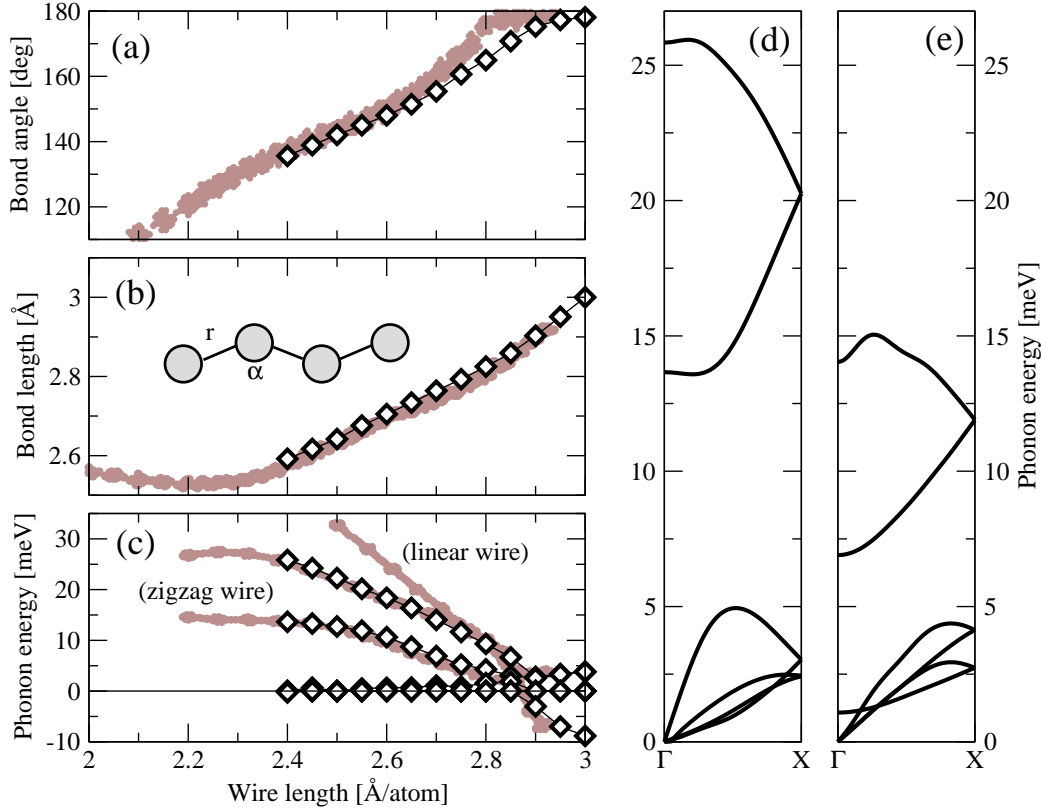 (a)
Bond angle [deg]
180
160
140
120
(b)
Bond length [Å]
3
2.8
2.6
r
α
(c)
Phonon energy [meV]
30
20
10
0
-10
(linear wire)
(zigzag wire)
2
2.2
2.4
2.6
2.8
3
Wire length [Å/atom]
(d)
25
20
15
10
5
0
Γ
X
(e)
25
20
15
10
5
0
Phonon energy [meV]
Γ
X